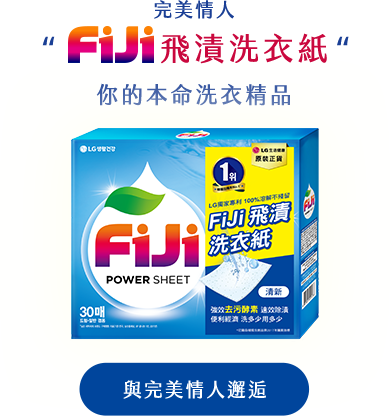 完美情人
“ FiJi飛漬洗衣紙 “
你的本命洗衣精品
LG생활건강
LG生活健康
原裝正貨
1위
LG獨家專利 100%溶解不殘留
FiJi 飛漬
洗衣紙
FiJi
POWER SHEET
清新
30매
強效去污酵素 速效除漬
便利經濟 洗多少用多少
與完美情人邂逅